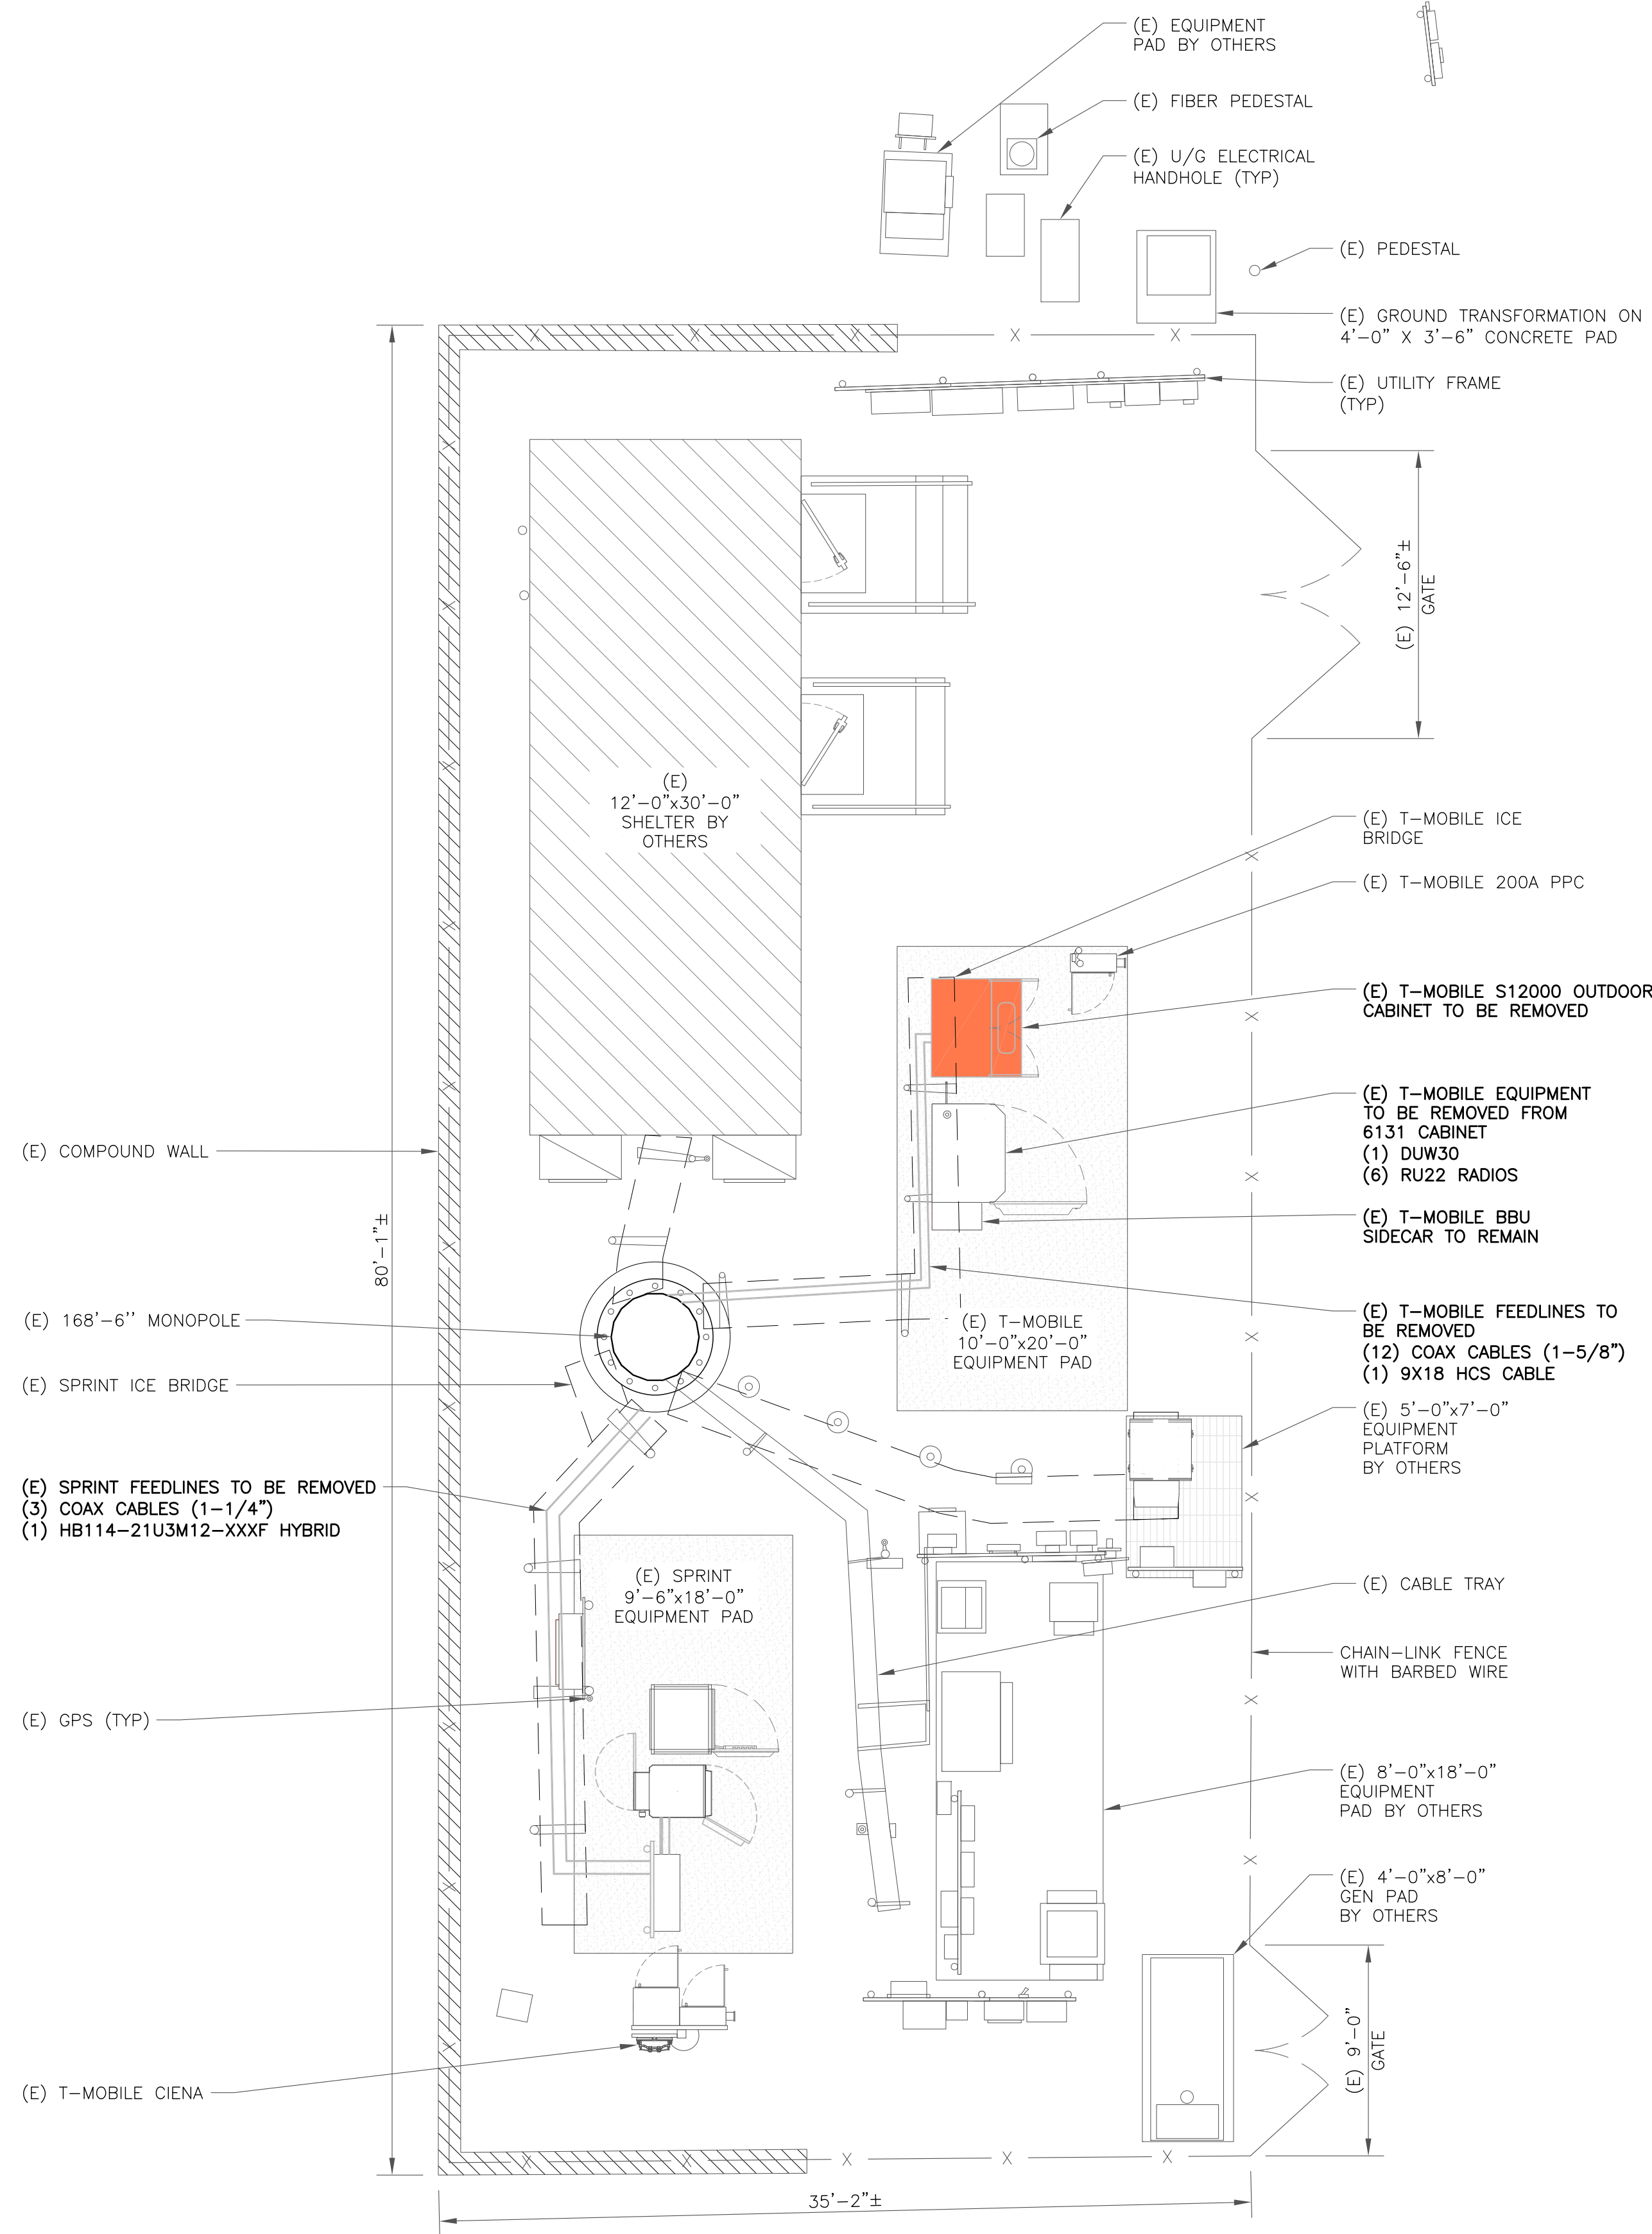 (E) EQUIPMENT
PAD BY OTHERS
(E) FIBER PEDESTAL
(E) U/G ELECTRICAL
HANDHOLE (TYP)
(E) PEDESTAL
(E) GROUND TRANSFORMATION ON
4'-0" X 3'-6" CONCRETE PAD
(E) UTILITY FRAME
(TYP)
(E) 12'-6"±
GATE
(E)
12'-0"x30'-0"
SHELTER BY
OTHERS
(E) T-MOBILE ICE
BRIDGE
(E) T-MOBILE 200A PPC
(E) T-MOBILE S12000 OUTDOOR
CABINET TO BE REMOVED
(E) T-MOBILE EQUIPMENT
TO BE REMOVED FROM
6131 CABINET
(1) DUW30
(6) RU22 RADIOS
(E) COMPOUND WALL
(E) T-MOBILE BBU
SIDECAR TO REMAIN
80'-1"±
(E) 168'-6'' MONOPOLE
(E) T-MOBILE
10'-0"x20'-0"
EQUIPMENT PAD
(E) T-MOBILE FEEDLINES TO
BE REMOVED
(12) COAX CABLES (1-5/8")
(1) 9X18 HCS CABLE
(E) SPRINT ICE BRIDGE
(E) 5'-0"x7'-0"
EQUIPMENT
PLATFORM
BY OTHERS
(E) SPRINT FEEDLINES TO BE REMOVED
(3) COAX CABLES (1-1/4")
(1) HB114-21U3M12-XXXF HYBRID
(E) SPRINT
9'-6"x18'-0"
EQUIPMENT PAD
(E) CABLE TRAY
CHAIN-LINK FENCE
WITH BARBED WIRE
(E) GPS (TYP)
(E) 8'-0"x18'-0"
EQUIPMENT
PAD BY OTHERS
(E) 4'-0"x8'-0"
GEN PAD
BY OTHERS
(E) 9'-0"
GATE
(E) T-MOBILE CIENA
35'-2"±